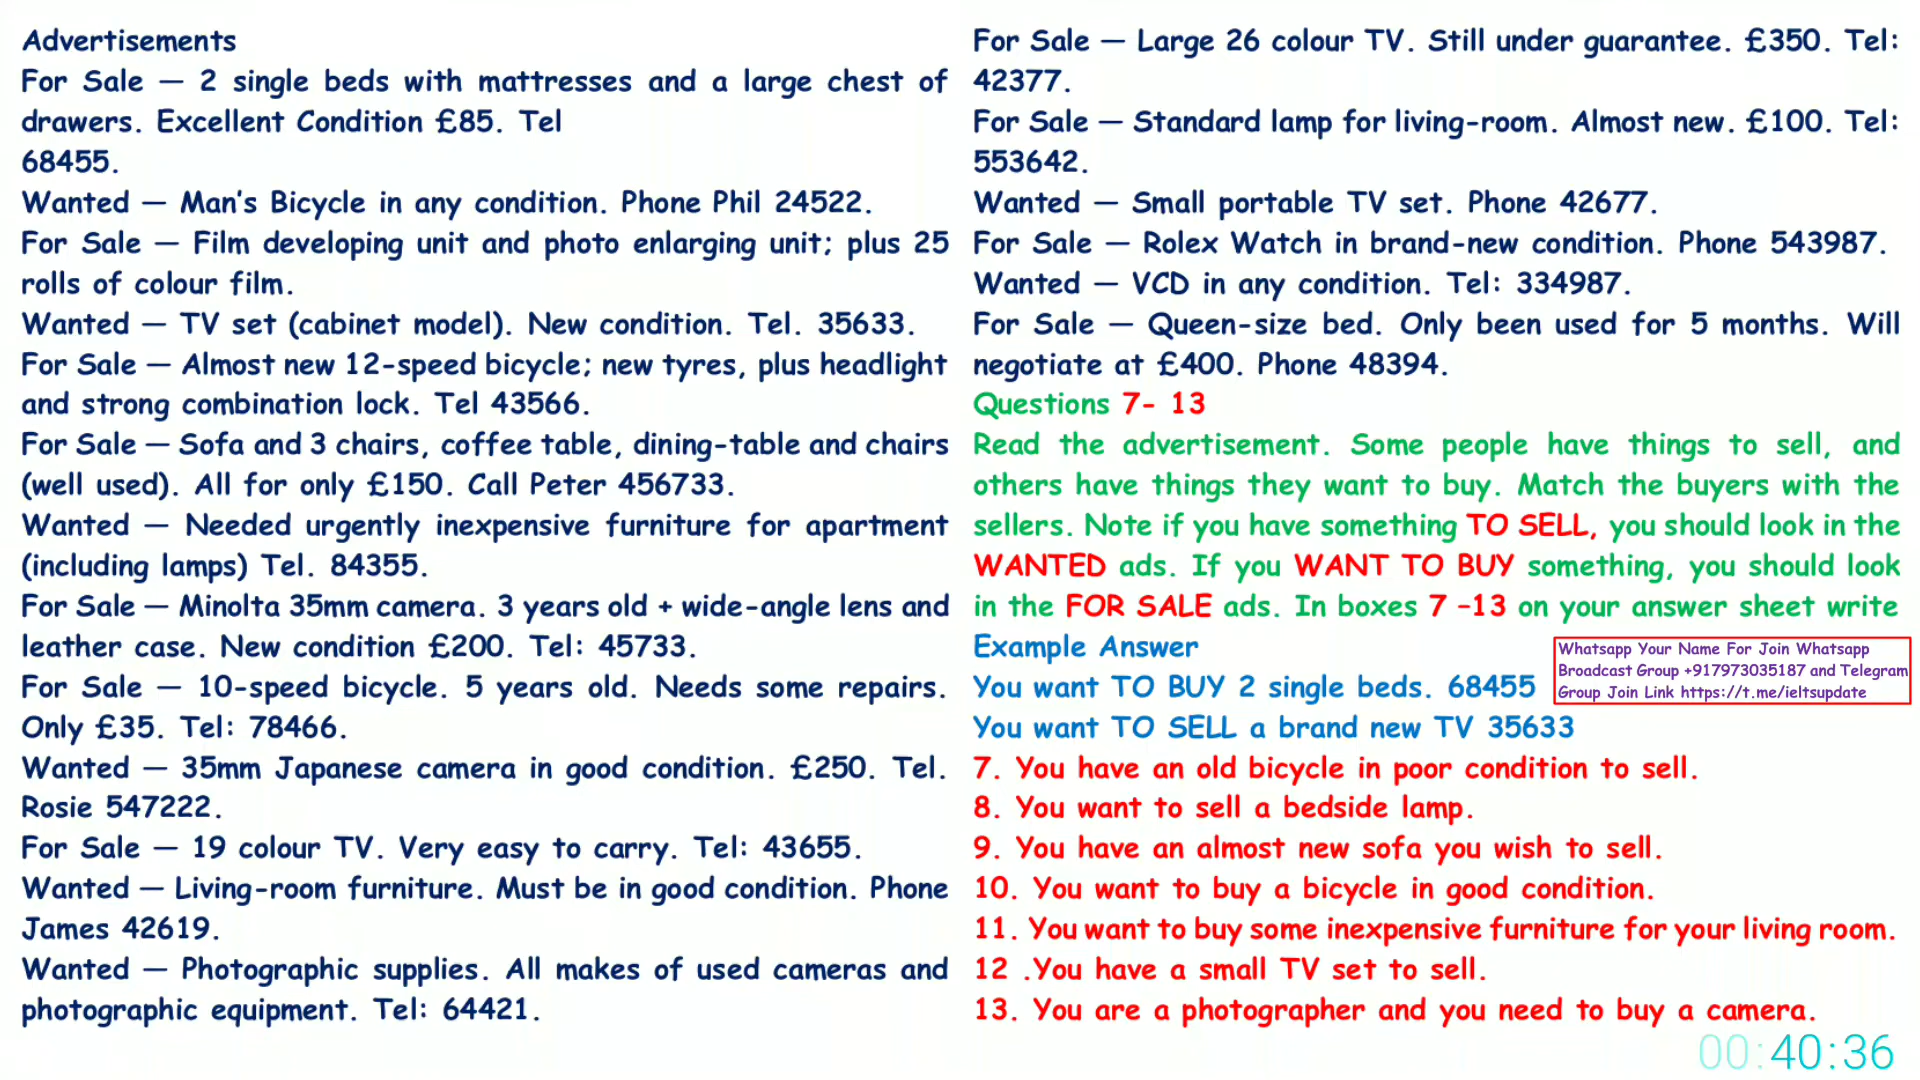 Advertisements
For Sale — 2 single beds with mattresses and a large chest of
drawers. Excellent Condition £85. Tel
68455.
Wanted — Man's Bicycle in any condition. Phone Phil 24522.
For Sale — Film developing unit and photo enlarging unit; plus 25
rolls of colour film.
Wanted — TV set (cabinet model). New condition. Tel. 35633.
For Sale — Almost new 12-speed bicycle; new tyres, plus headlight
and strong combination lock. Tel 43566.
For Sale — Sofa and 3 chairs, coffee table, dining-table and chairs
(well used). All for only £150. Call Peter 456733.
Wanted — Needed urgently inexpensive furniture for apartment
(including lamps) Tel. 84355.
For Sale — Minolta 35mm camera. 3 years old + wide-angle lens and
leather case. New condition £200. Tel: 45733.
For Sale — 10-speed bicycle. 5 years old. Needs some repairs.
Only £35. Tel: 78466.
Wanted — 35mm Japanese camera in good condition. £250. Tel.
Rosie 547222.
For Sale — 19 colour TV. Very easy to carry. Tel: 43655.
Wanted — Living-room furniture. Must be in good condition. Phone
James 42619.
Wanted — Photographic supplies. All makes of used cameras and
photographic equipment. Tel: 64421.
For Sale — Large 26 colour TV. Still under guarantee. £350. Tel:
42377.
For Sale — Standard lamp for living-room. Almost new. £100. Tel:
553642.
Wanted — Small portable TV set. Phone 42677.
For Sale — Rolex Watch in brand-new condition. Phone 543987.
Wanted — VCD in any condition. Tel: 334987.
For Sale — Queen-size bed. Only been used for 5 months. Will
negotiate at £400. Phone 48394.
Questions 7- 13
Read the advertisement. Some people have things to sell, and
others have things they want to buy. Match the buyers with the
sellers. Note if you have something TO SELL, you should look in the
WANTED ads. If you WANT TO BUY something, you should look
in the FOR SALE ads. In boxes 7 -13 on your answer sheet write
Example Answer
You want TO BUY 2 single beds. 68455
You want TO SELL a brand new TV 35633
Whatsapp Your Name For Join Whatsapp
Broadcast Group +917973035187 and Telegram
Group Join Link https://t.me/ieltsupdate
7. You have an old bicycle in poor condition to sell.
8. You want to sell a bedside lamp.
9. You have an almost new sofa you wish to sell.
10. You want to buy a bicycle in good condition.
11. You want to buy some inexpensive furniture for your living room.
12 .You have a small TV set to sell.
13. You are a photographer and you need to buy a camera.
00:40:36